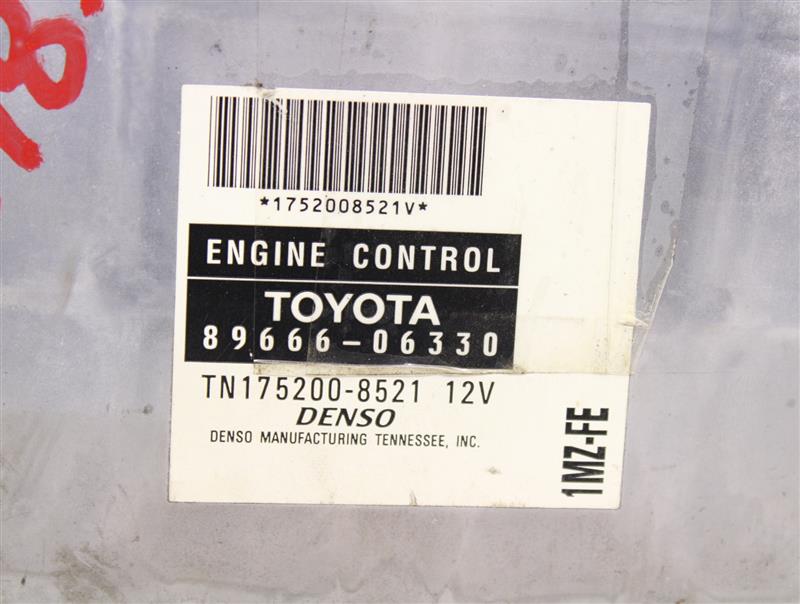 *1752008521V*
ENGINE CONTROL
TOYOTA
89666-06330
TN175200-8521 12V
DENSO
DENSO MANUFACTURING TENNESSEE, INC.
1MZ-FE